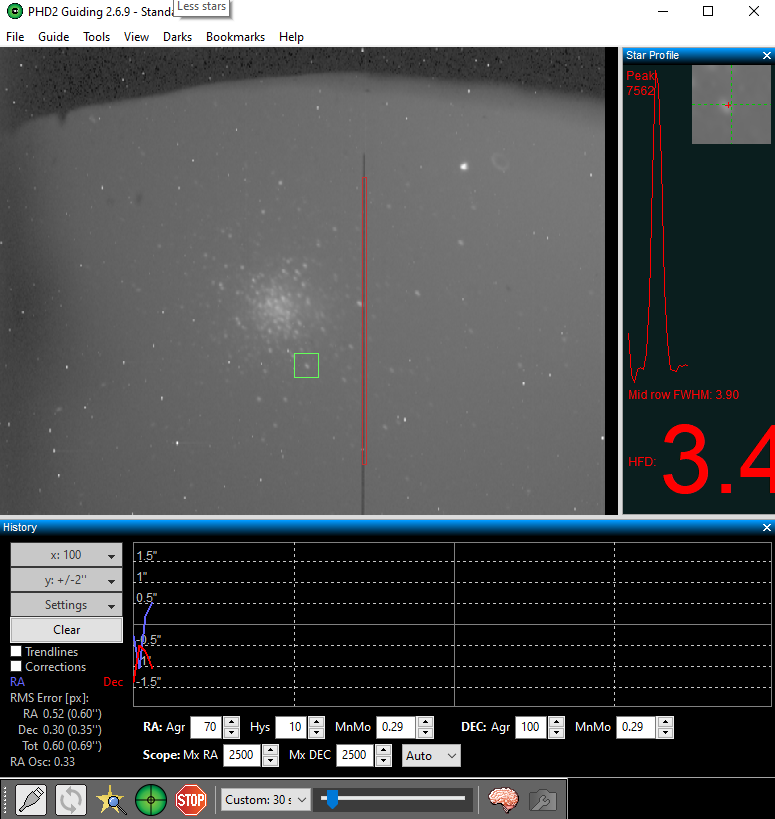 PHD2 Guiding 2.6.9 - Standa
Less stars
File Guide Tools View Darks Bookmarks Help
Star Profile
Peak
7562
Mid row FWHM: 3.90
HFD: 3.4
History
x: 100
y: +/-2"
Settings
Clear
Trendlines
Corrections
RA Dec
RMS Error [px]:
RA 0.52 (0.60")
Dec 0.30 (0.35")
Tot 0.60 (0.69")
RA Osc: 0.33
1.5"
1"
0.5"
-0.5"
-1"
-1.5"
RA: Agr 70 Hys 10 MnMo 0.29 DEC: Agr 100 MnMo 0.29
Scope: Mx RA 2500 Mx DEC 2500 Auto
STOP
Custom: 30 s